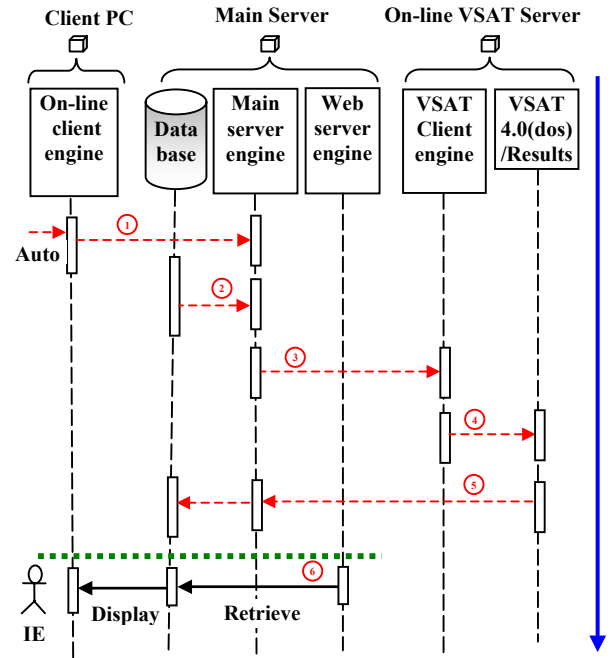 Client PC
Main Server
On-line VSAT Server
On-line
client
engine
Data
base
Main
server
engine
Web
server
engine
VSAT
Client
engine
VSAT
4.0(dos)
/Results
Auto
1
2
3
4
5
6
Display
Retrieve
IE